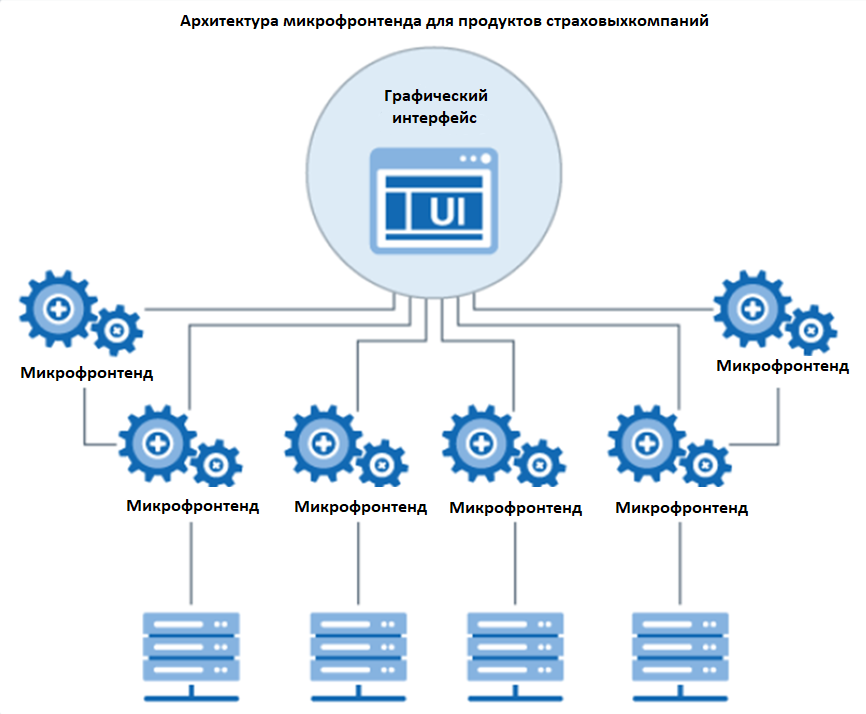 Архитектура микрофронтенда для продуктов страховыхкомпаний
Графический
интерфейс
UI
Микрофронтенд
Микрофронтенд
Микрофронтенд
Микрофронтенд
Микрофронтенд
Микрофронтенд